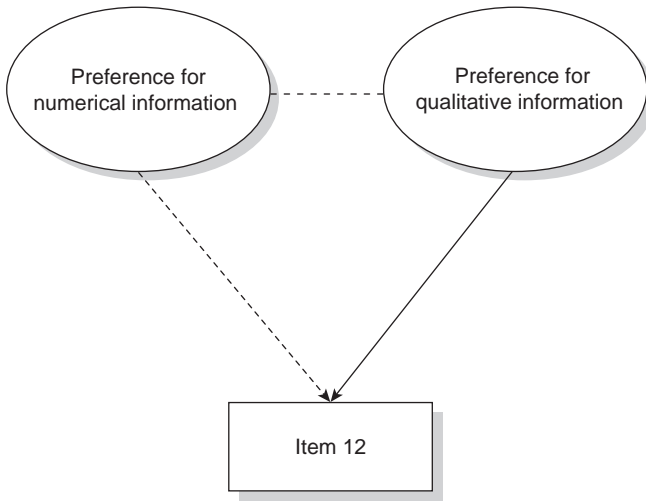 Preference for
numerical information
Preference for
qualitative information
Item 12